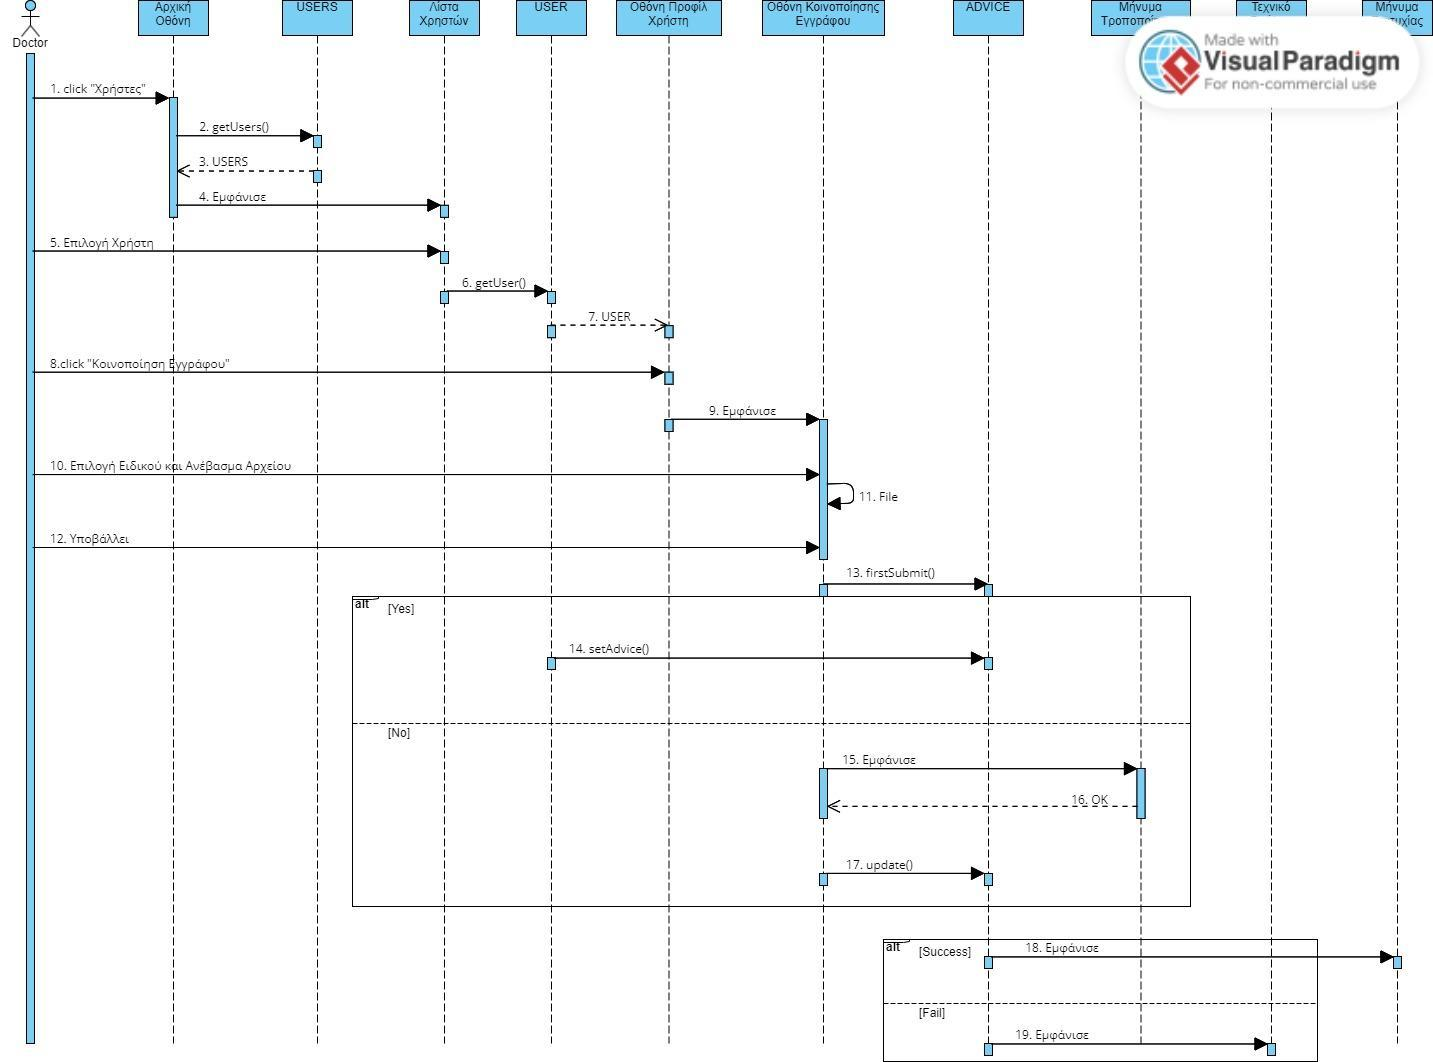 Αρχική
Οθόνη
USERS
Λίστα
Χρηστών
USER
Οθόνη Προφίλ
Χρήστη
Οθόνη Κοινοποίησης
Εγγράφου
ADVICE
Μήνυμα
Τεχνικό
Μήνυμα
Doctor
Made with
Visual Paradigm
For non-commercial use
1. click "Χρήστες"
2. getUsers()
3. USERS
4. Εμφάνισε
5. Επιλογή Χρήστη
6. getUser()
7. USER
8.click "Κοινοποίηση Εγγράφου"
9. Εμφάνισε
10. Επιλογή Ειδικού και Ανέβασμα Αρχείου
11. File
12. Υποβάλλει
13. firstSubmit()
alt
[Yes]
14. setAdvice()
[No]
15. Εμφάνισε
16. OK
17. update()
alt
[Success]
18. Εμφάνισε
[Fail]
19. Εμφάνισε